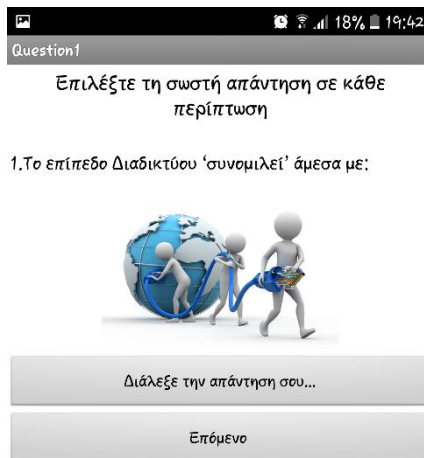 18% 19:42
Question1
Επιλέξτε τη σωστή απάντηση σε κάθε
περίπτωση
1.Το επίπεδο Διαδικτύου ‘συνομιλεί’ άμεσα με:
Διάλεξε την απάντηση σου...
Επόμενο